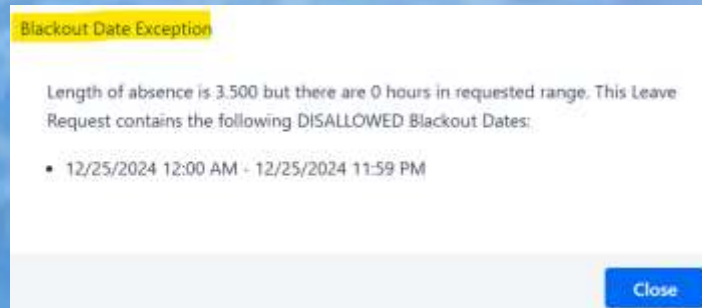 Blackout Date Exception
Length of absence is 3.500 but there are 0 hours in requested range. This Leave
Request contains the following DISALLOWED Blackout Dates:
• 12/25/2024 12:00 AM - 12/25/2024 11:59 PM
Close